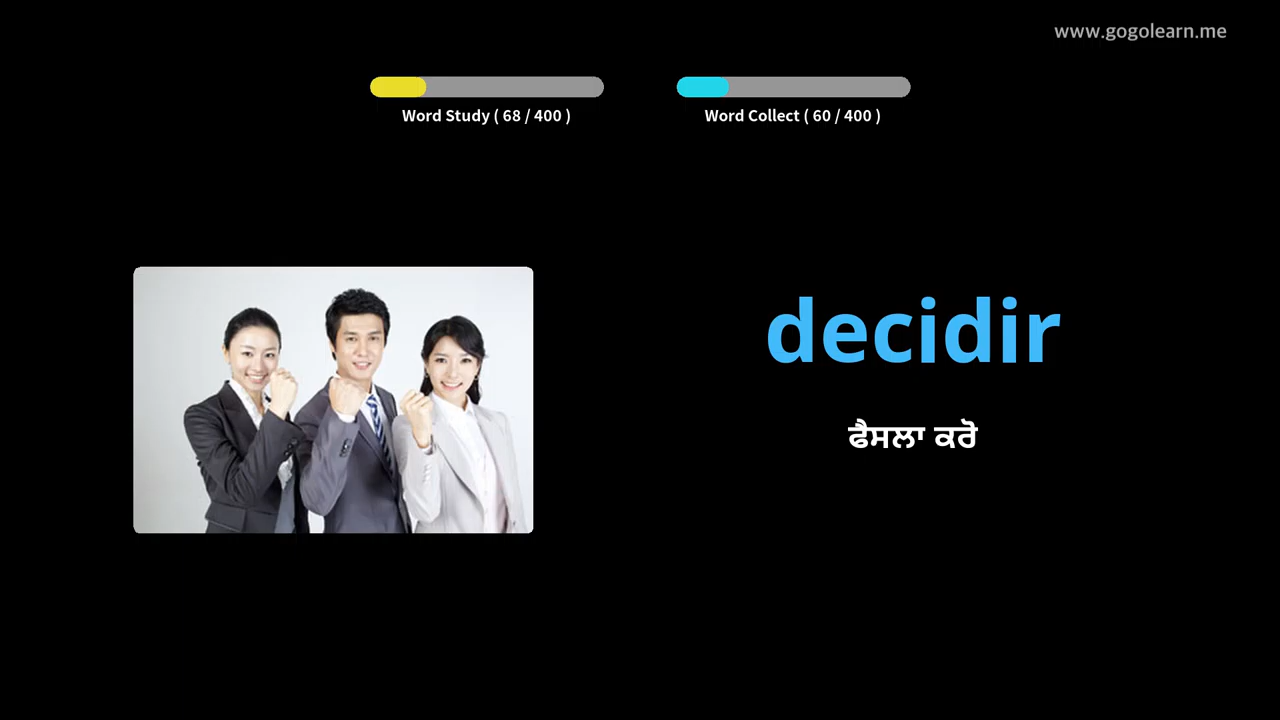 www.gogolearn.me
Word Study ( 68 / 400 )
Word Collect ( 60 / 400 )
decidir
ਫੈਸਲਾ ਕਰੋ